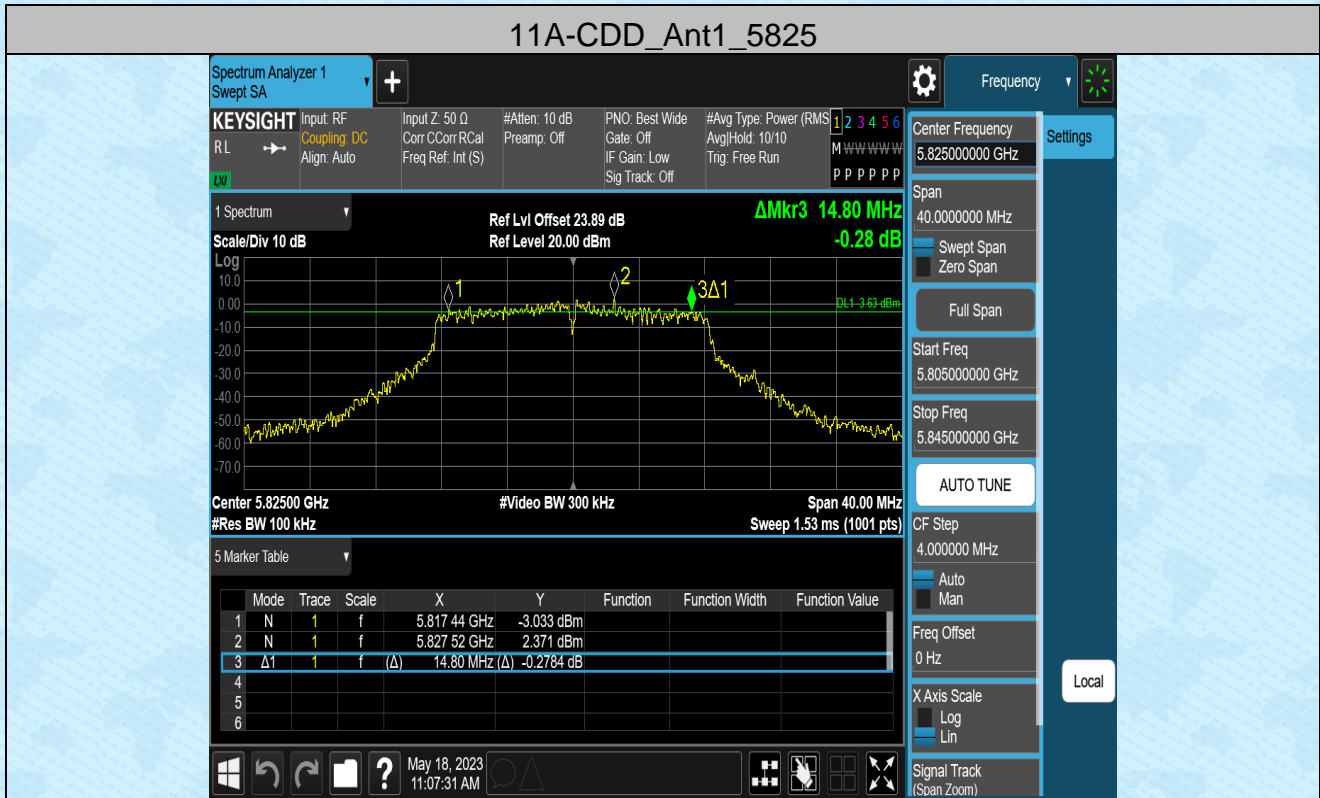 11A-CDD_Ant1_5825
Spectrum Analyzer 1
Swept SA
+
Frequency
KEYSIGHT
RL
LXI
Input: RF
Coupling: DC
Align: Auto
Input Z: 50 Ω
Corr CCorr RCal
Freq Ref: Int (S)
#Atten: 10 dB
Preamp: Off
PNO: Best Wide
Gate: Off
IF Gain: Low
Sig Track: Off
#Avg Type: Power (RMS
Avg|Hold: 10/10
Trig: Free Run
1 2 3 4 5 6
M W W W W W
P P P P P P
1 Spectrum
Scale/Div 10 dB
Log
Ref Lvl Offset 23.89 dB
Ref Level 20.00 dBm
ΔMkr3 14.80 MHz
-0.28 dB
10.0
0.00
-10.0
-20.0
-30.0
-40.0
-50.0
-60.0
-70.0
1
2
3Δ1
DL1 -3.63 dBm
Center 5.82500 GHz
#Res BW 100 kHz
#Video BW 300 kHz
Span 40.00 MHz
Sweep 1.53 ms (1001 pts)
5 Marker Table
Mode Trace Scale X Y Function Function Width Function Value
1 N 1 f 5.817 44 GHz -3.033 dBm
2 N 1 f 5.827 52 GHz 2.371 dBm
3 Δ1 1 f (Δ) 14.80 MHz (Δ) -0.2784 dB
4
5
6
?
May 18, 2023
11:07:31 AM
Center Frequency
5.825000000 GHz
Span
40.0000000 MHz
Swept Span
Zero Span
Full Span
Start Freq
5.805000000 GHz
Stop Freq
5.845000000 GHz
AUTO TUNE
CF Step
4.000000 MHz
Auto
Man
Freq Offset
0 Hz
X Axis Scale
Log
Lin
Signal Track
(Span Zoom)
Settings
Local